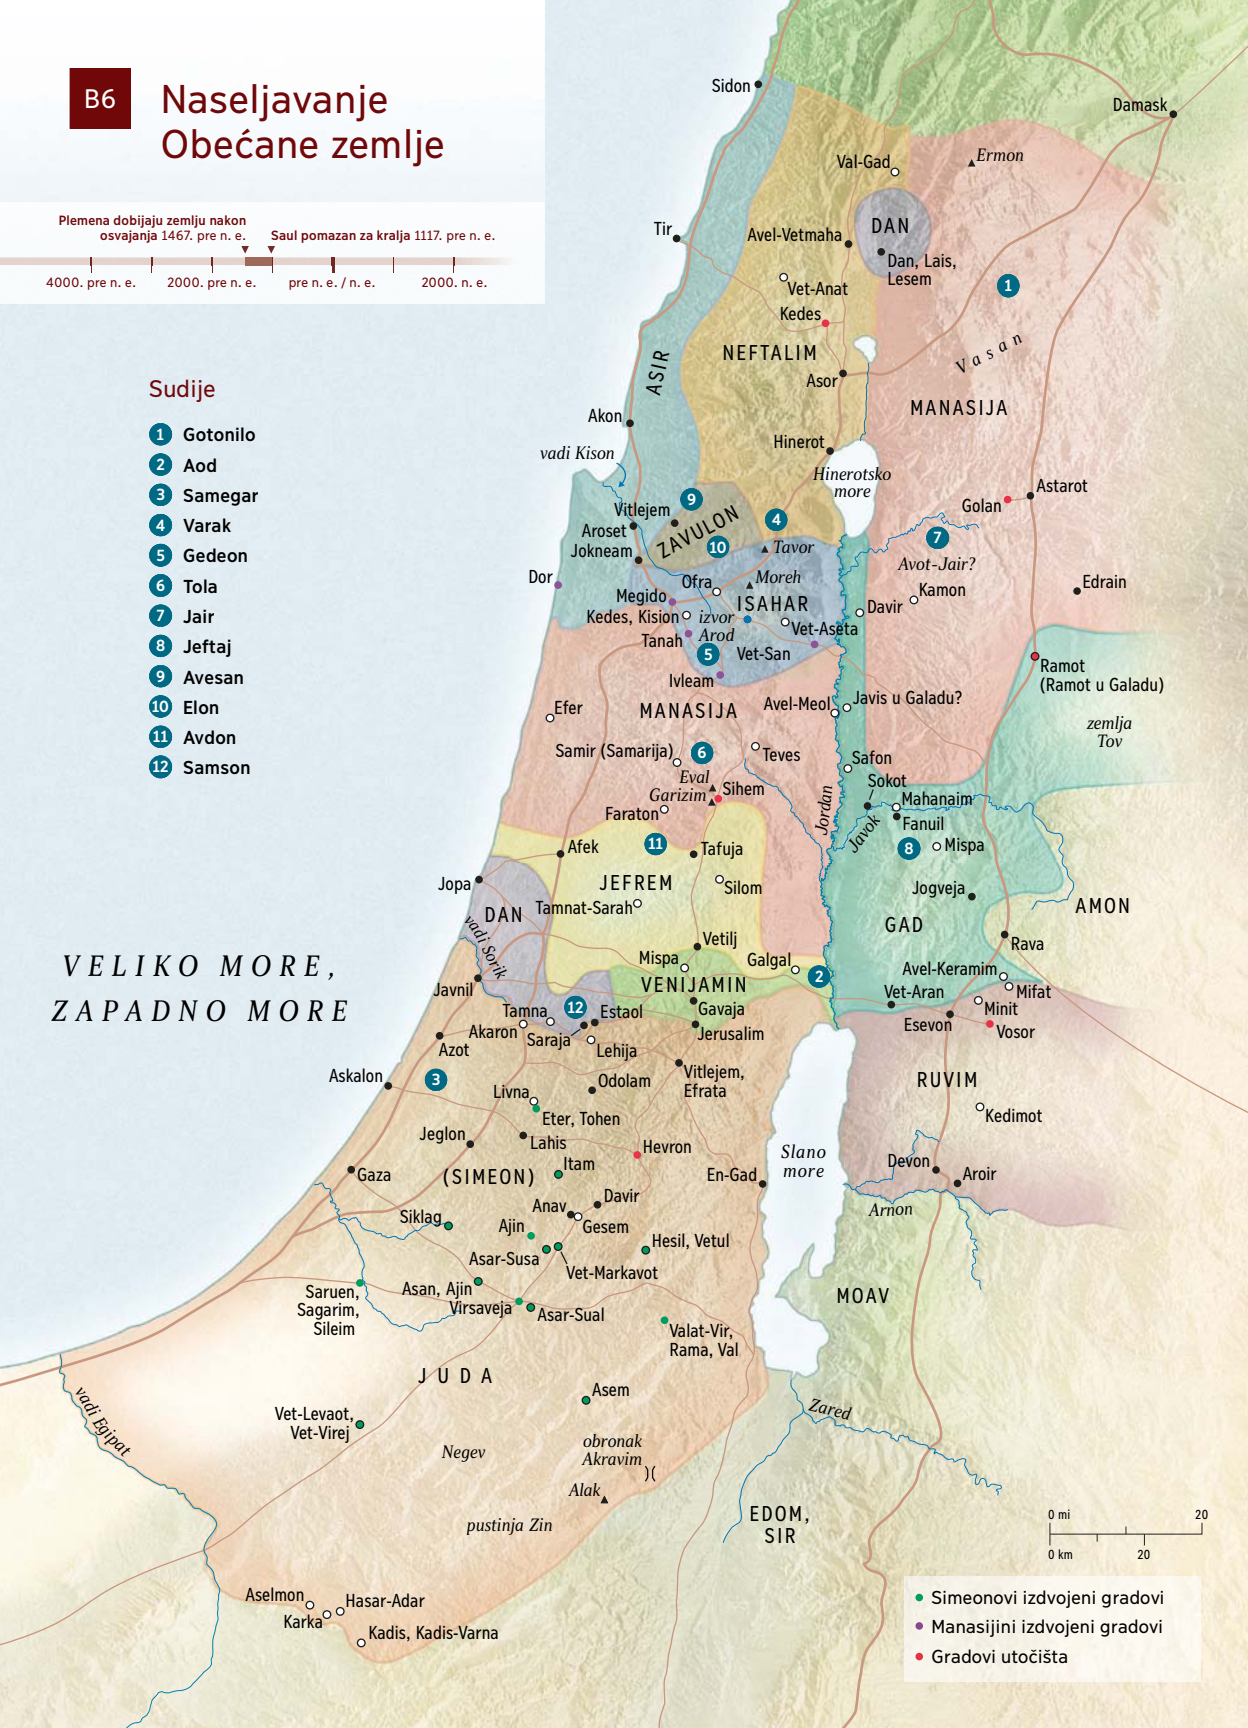 B6
Naseljavanje
Obećane zemlje
Plemena dobijaju zemlju nakon
osvajanja 1467. pre n. e.
Saul pomazan za kralja 1117. pre n. e.
4000. pre n. e.
2000. pre n. e.
pre n. e. / n. e.
2000. n. e.
Sudije
1 Gotonilo
2 Aod
3 Samegar
4 Varak
5 Gedeon
6 Tola
7 Jair
8 Jeftaj
9 Avesan
10 Elon
11 Avdon
12 Samson
VELIKO MORE,
ZAPADNO MORE
Sidon
Damask
Ermon
Val-Gad
DAN
Tir
Avel-Vetmaha
Dan, Lais,
Lesem
1
Vet-Anat
Kedes
Vasan
NEFTALIM
ASIR
Asor
MANASIJA
Akon
Hinerot
vadi Kison
Hinerotsko
more
Astarot
Golan
9
Vitlejem
4
Aroset
ZAVULON
7
Jokneam
10
Tavor
Avot-Jair?
Dor
Ofra
Moreh
Kamon
Edrain
Megido
ISAHAR
Davir
Kedes, Kision
izvor
Arod
Vet-Aseta
Tanah
5
Vet-San
Ivleam
Ramot
(Ramot u Galadu)
Efer
MANASIJA
Avel-Meol
Javis u Galadu?
zemlja
Tov
Samir (Samarija)
6
Teves
Safon
Eval
Sokot
Garizim
Sihem
Jordan
Mahanaim
Faraton
Javok
Fanuil
11
8
Mispa
Afek
Tafuja
Jopa
JEFREM
Silom
Jogveja
DAN
Tamnat-Sarah
AMON
vadi Sorik
GAD
Vetilj
Rava
Mispa
Galgal
2
Avel-Keramim
Javnil
VENIJAMIN
Vet-Aran
Mifat
Tamna
12
Estaol
Gavaja
Minit
Akaron
Saraja
Jerusalim
Esevon
Vosor
Azot
Lehija
Askalon
3
Odolam
Vitlejem,
Efrata
RUVIM
Livna
Eter, Tohen
Kedimot
Jeglon
Lahis
Hevron
Slano
more
Gaza
(SIMEON)
Itam
En-Gad
Devon
Aroir
Siklag
Anav
Davir
Arnon
Ajin
Gesem
Asar-Susa
Hesil, Vetul
Vet-Markavot
Saruen,
Sagarim,
Sileim
Asan, Ajin
Virsaveja
Asar-Sual
MOAV
Valat-Vir,
Rama, Val
JUDA
Asem
vadi Egipat
Vet-Levaot,
Vet-Virej
Zared
Negev
obronak
Akravim
Alak
pustinja Zin
EDOM,
SIR
Aselmon
Hasar-Adar
Karka
Kadis, Kadis-Varna
0 mi
20
0 km
20
Simeonovi izdvojeni gradovi
Manasijini izdvojeni gradovi
Gradovi utočišta